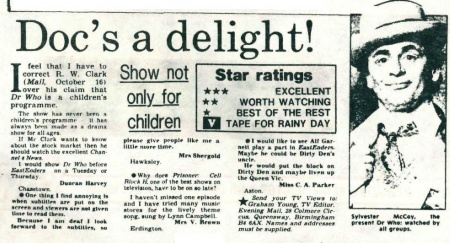 Doc's a delight!
I feel that I have to
correct R. W. Clark
(Mail, October 16)
over his claim that
Dr Who is a children's
programme.
The show has never been a
children's programme — it has
always been made as a drama
show for all ages.
If Mr Clark wants to know
about the stock market then he
should watch the excellent Chan-
nel 4 News.
I would show Dr Who before
EastEnders on a Tuesday or
Thursday.
Duncan Harvey
Chasetown.
● One thing I find annoying is
when subtitles are put on the
screen and viewers are not given
time to read them.
Because I am deaf I look
forward to the subtitles, so
Show not
only for
children
please give people like me a
little more time.
Mrs Shergold
Hawksley.
● Why does Prisoner: Cell
Block H, one of the best shows on
television, have to be on so late?
I haven't missed one episode
and I have tried many music
stores for the lively theme
song, sung by Lynn Campbell.
Mrs V. Brown
Erdington.
Star ratings
★★★ EXCELLENT
★★ WORTH WATCHING
★ BEST OF THE REST
V TAPE FOR RAINY DAY
● I would like to see Alf Gar-
nett play a part in EastEnders.
Maybe he could be Dirty Den's
uncle.
He would put the block on
Dirty Den and maybe liven up
the Queen Vic.
Miss C. A. Parker
Aston.
★ Send your TV Views to:
Graham Young, TV Editor,
Evening Mail, 28 Colmore Cir-
cus, Queensway, Birmingham
B4 6AX. Names and addresses
must be supplied.
Sylvester McCoy, the
present Dr Who: watched by
all groups.